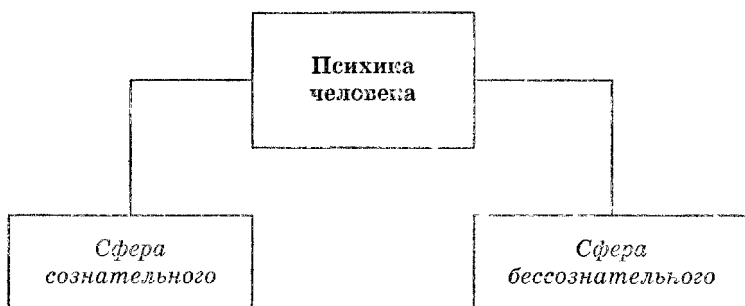 Психика
человека
Сфера
сознательного
Сфера
бессознательного